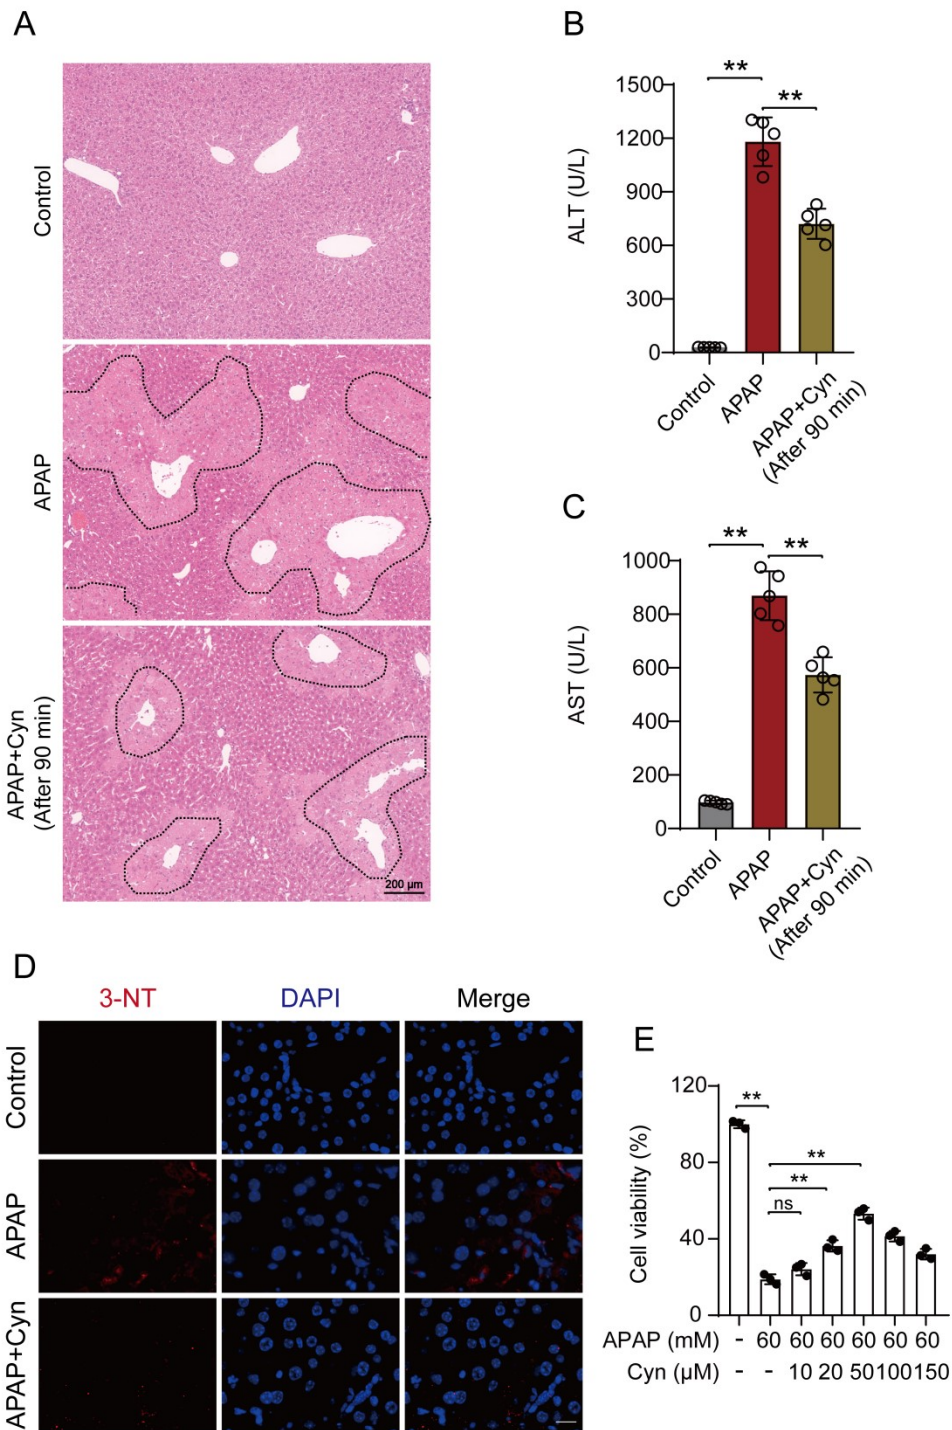 A
Control
APAP
APAP+Cyn
(After 90 min)
200 µm
B
ALT (U/L)
1500
1200
900
600
300
0
**
**
Control
APAP
APAP+Cyn
(After 90 min)
C
AST (U/L)
1000
800
600
400
200
0
**
**
Control
APAP
APAP+Cyn
(After 90 min)
D
3-NT DAPI Merge
Control
APAP
APAP+Cyn
E
Cell viability (%)
120
80
40
0
**
**
**
ns
APAP (mM) - 60 60 60 60 60 60
Cyn (µM) - - 10 20 50 100 150